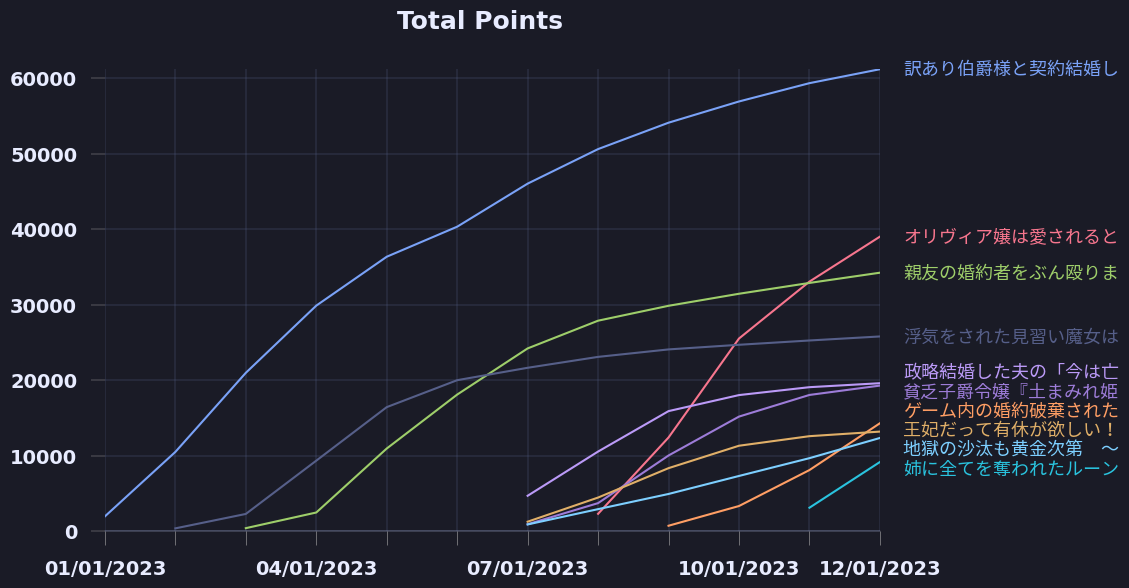 Total Points
60000
50000
40000
30000
20000
10000
0
01/01/2023
04/01/2023
07/01/2023
10/01/2023
12/01/2023
訳あり伯爵様と契約結婚し
オリヴィア嬢は愛されると
親友の婚約者をぶん殴りま
浮気をされた見習い魔女は
政略結婚した夫の「今は亡
貧乏子爵令嬢『土まみれ姫
ゲーム内の婚約破棄された
王妃だって有休が欲しい！
地獄の沙汰も黄金次第　～
姉に全てを奪われたルーン